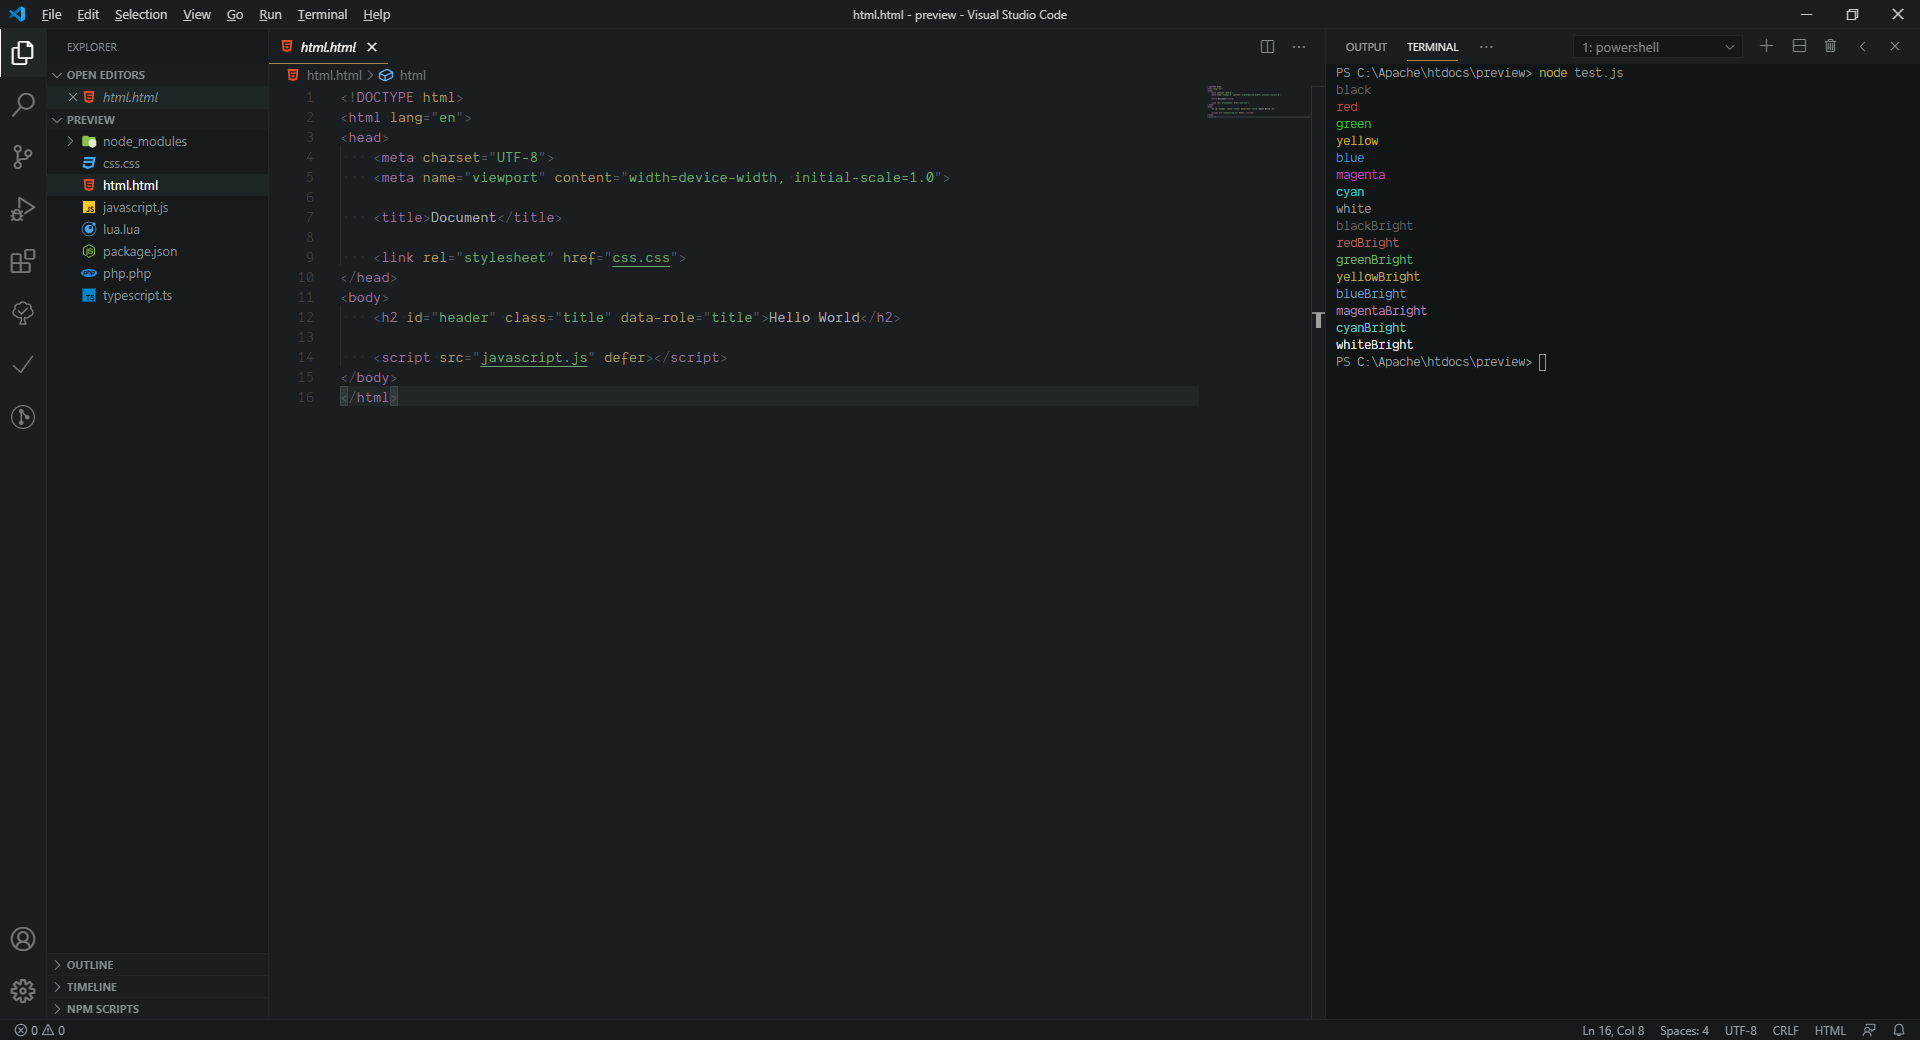 File Edit Selection View Go Run Terminal Help
html.html - preview - Visual Studio Code
EXPLORER
OPEN EDITORS
html.html
PREVIEW
node_modules
css.css
html.html
JS javascript.js
lua.lua
JS package.json
php php.php
TS typescript.ts
OUTLINE
TIMELINE
NPM SCRIPTS
html.html
html.html > html
1 <!DOCTYPE html>
2 <html lang="en">
3 <head>
4 <meta charset="UTF-8">
5 <meta name="viewport" content="width=device-width, initial-scale=1.0">
6
7 <title>Document</title>
8
9 <link rel="stylesheet" href="css.css">
10 </head>
11 <body>
12 <h2 id="header" class="title" data-role="title">Hello World</h2>
13
14 <script src="javascript.js" defer></script>
15 </body>
16 </html>
T
OUTPUT TERMINAL ··· 1: powershell
PS C:\Apache\htdocs\preview> node test.js
black
red
green
yellow
blue
magenta
cyan
white
blackBright
redBright
greenBright
yellowBright
blueBright
magentaBright
cyanBright
whiteBright
PS C:\Apache\htdocs\preview>
0 0
Ln 16, Col 8 Spaces: 4 UTF-8 CRLF HTML